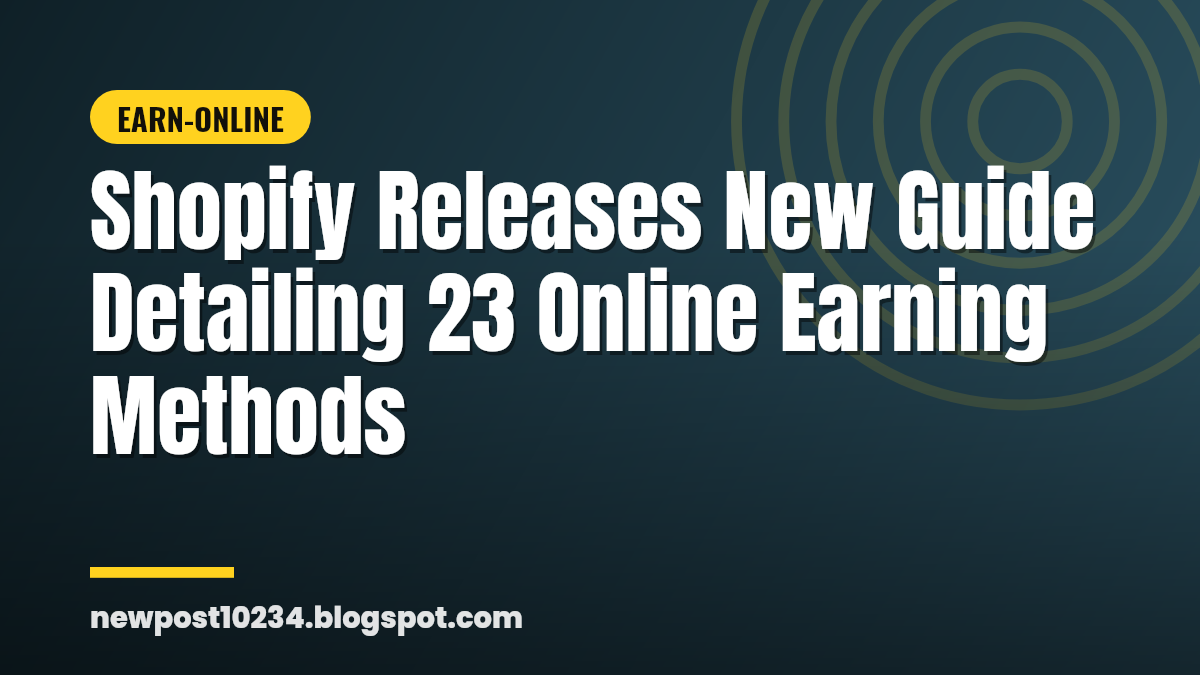 EARN-ONLINE
Shopify Releases New Guide
Detailing 23 Online Earning
Methods
newpost10234.blogspot.com